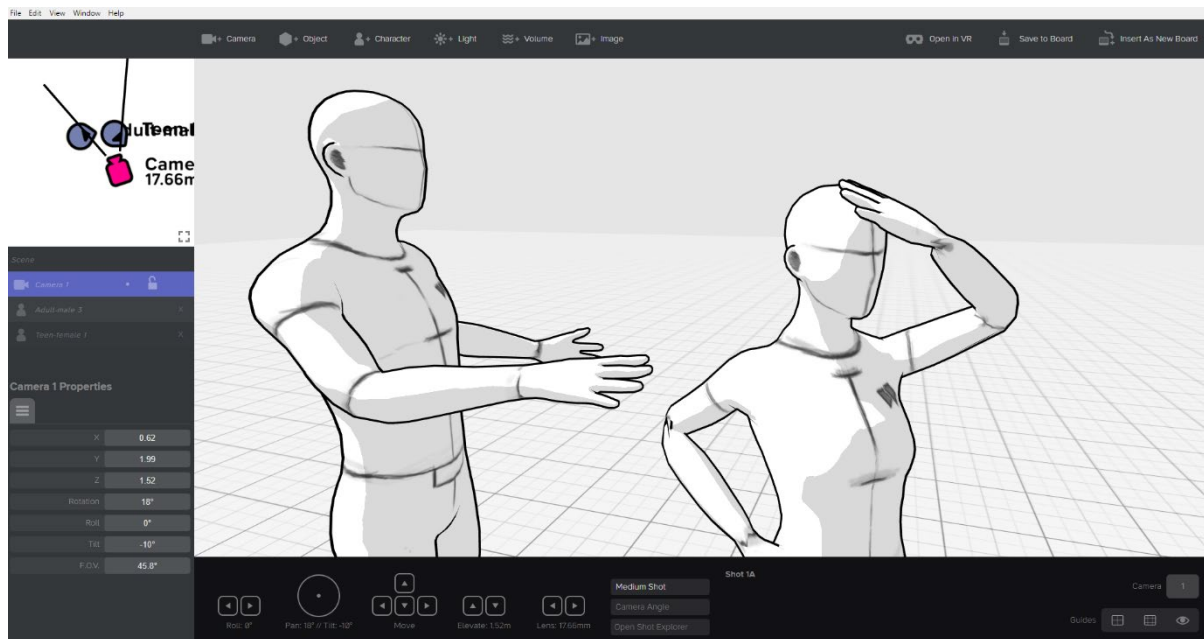 File Edit View Window Help
Camera Object Character Light Volume Image Open in VR Save to Board Insert As New Board
Came
17.66m
Scene
Camera 1
Adult-male 3 X
Teen-female 1 X
Camera 1 Properties
X 0.62
Y 1.99
Z 1.52
Rotation 18°
Roll 0°
Tilt -10°
F.O.V. 45.8°
Shot 1A
Medium Shot
Camera Angle
Open Shot Explorer
Roll: 0° Pan: 18° // Tilt: -10° Move Elevate: 1.52m Lens: 17.66mm
Camera 1
Guides